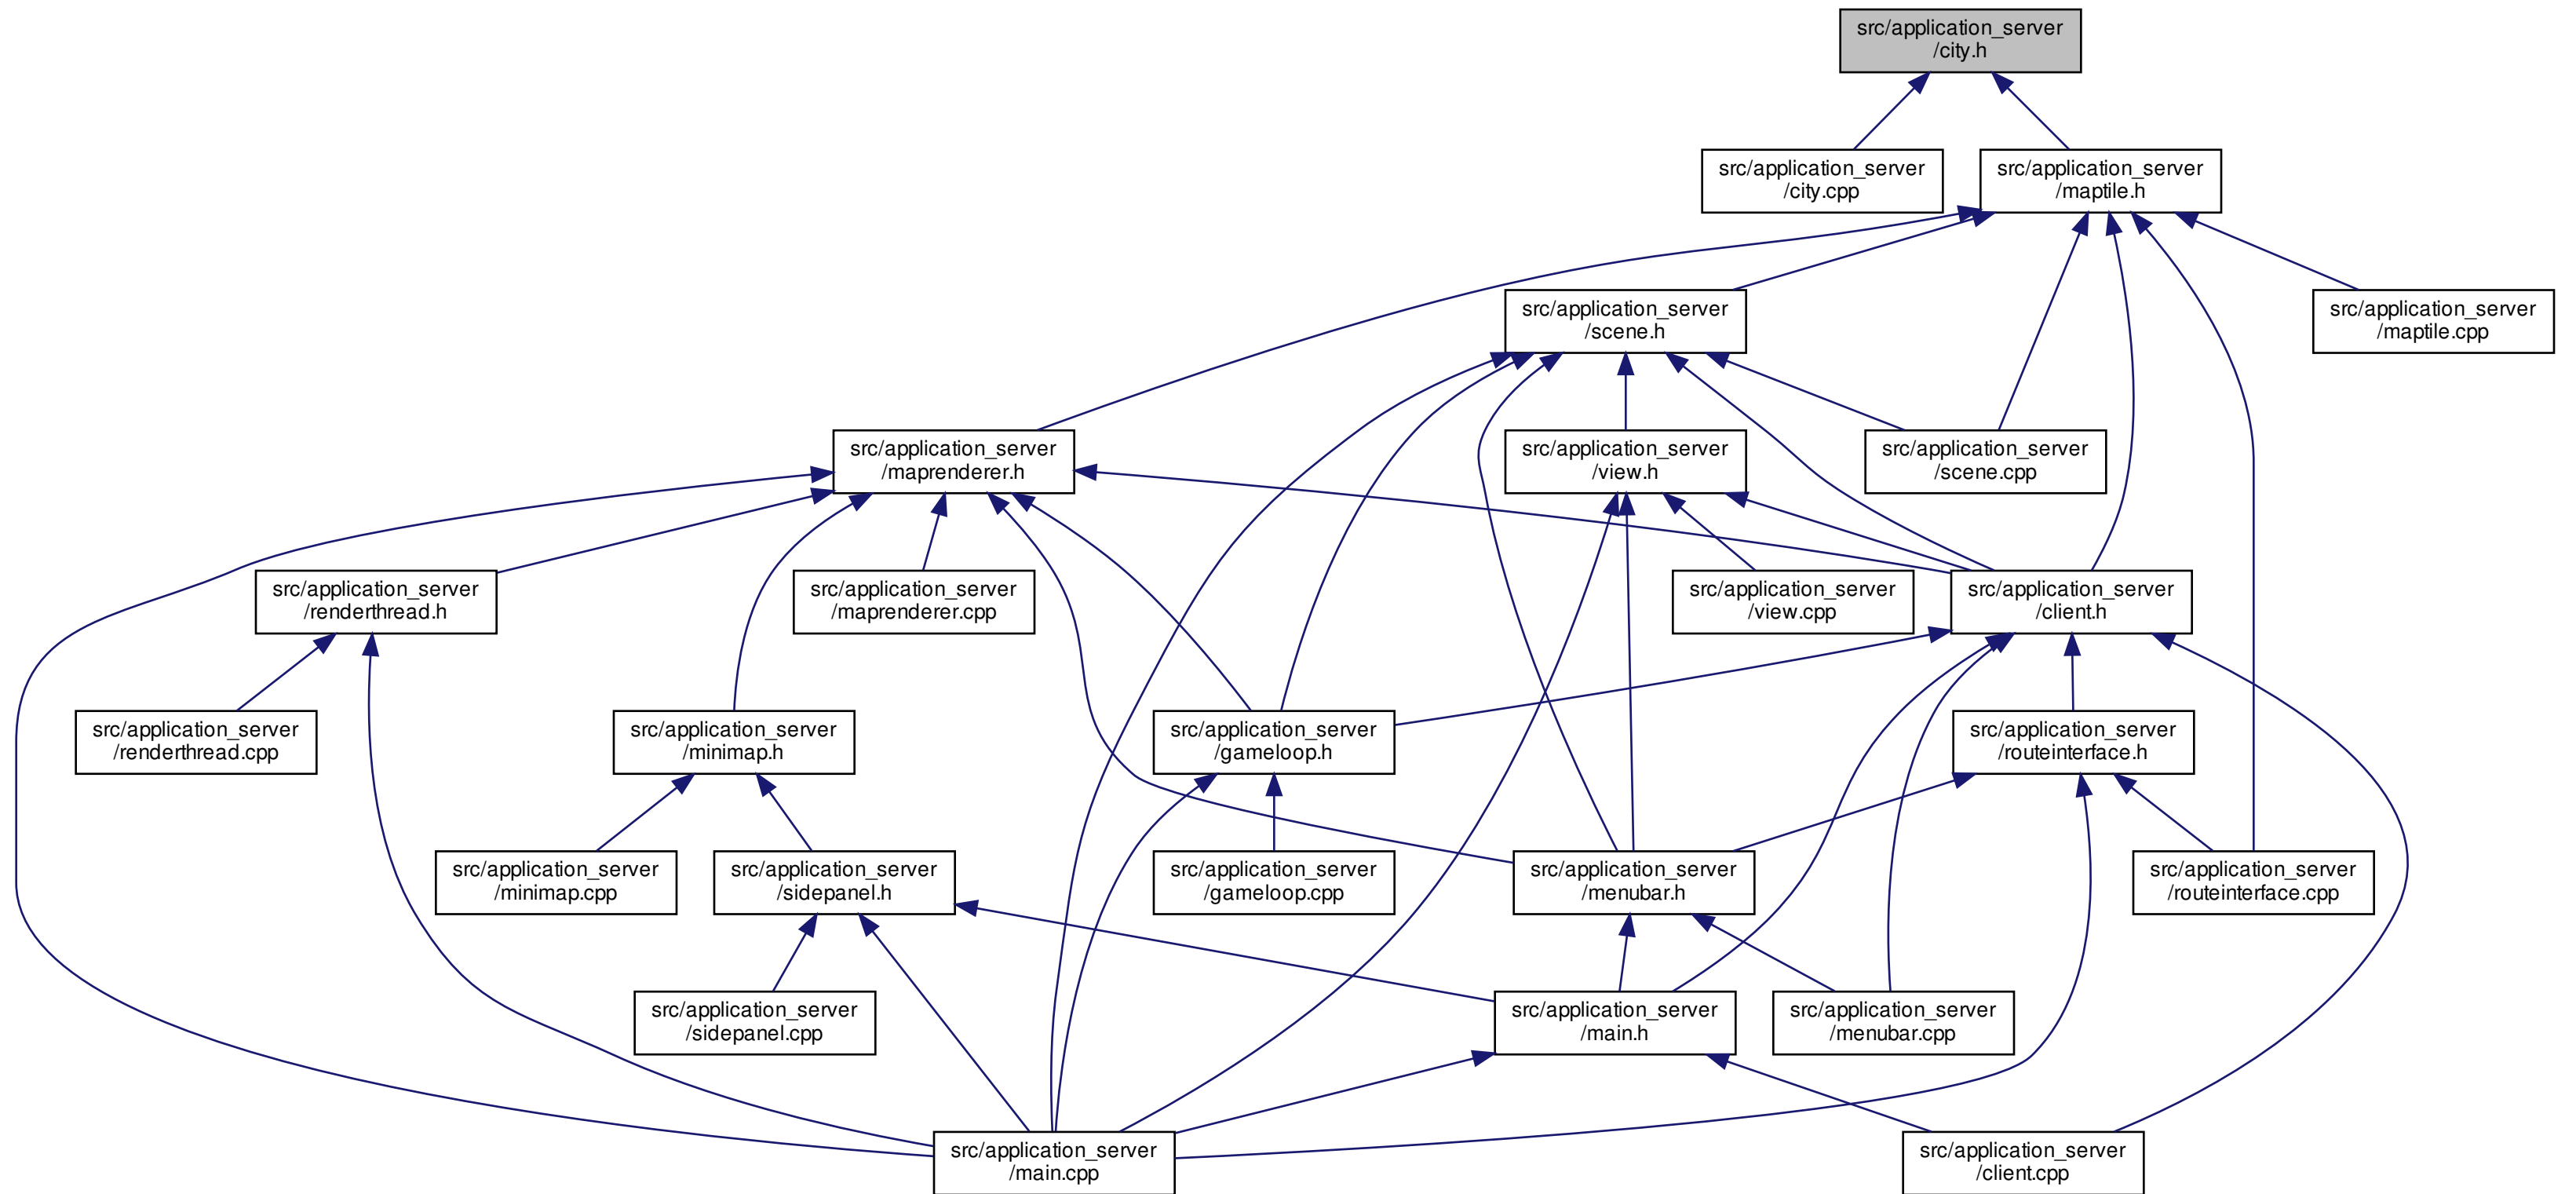 src/application_server
/city.h
src/application_server
/city.cpp
src/application_server
/maptile.h
src/application_server
/scene.h
src/application_server
/maptile.cpp
src/application_server
/maprenderer.h
src/application_server
/view.h
src/application_server
/scene.cpp
src/application_server
/renderthread.h
src/application_server
/maprenderer.cpp
src/application_server
/view.cpp
src/application_server
/client.h
src/application_server
/renderthread.cpp
src/application_server
/minimap.h
src/application_server
/gameloop.h
src/application_server
/routeinterface.h
src/application_server
/minimap.cpp
src/application_server
/sidepanel.h
src/application_server
/gameloop.cpp
src/application_server
/menubar.h
src/application_server
/routeinterface.cpp
src/application_server
/sidepanel.cpp
src/application_server
/main.h
src/application_server
/menubar.cpp
src/application_server
/main.cpp
src/application_server
/client.cpp